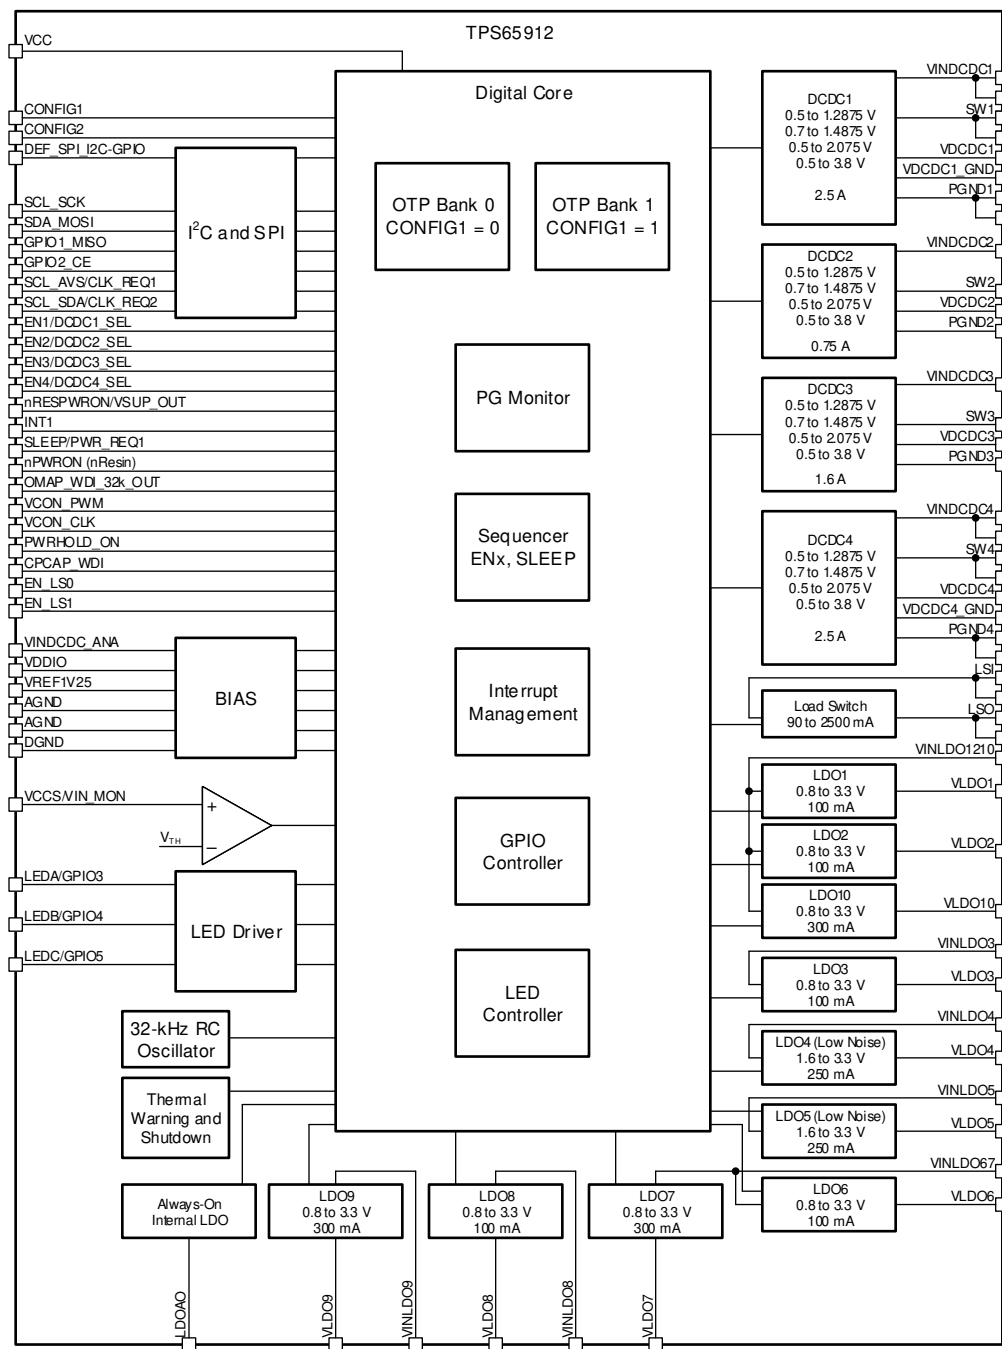 TPS65912
VCC
CONFIG1
CONFIG2
DEF_SPI_I2C-GPIO
SCL_SCK
SDA_MOSI
GPIO1_MISO
GPIO2_CE
SCL_AVS/CLK_REQ1
SCL_SDA/CLK_REQ2
EN1/DCDC1_SEL
EN2/DCDC2_SEL
EN3/DCDC3_SEL
EN4/DCDC4_SEL
nRESPWRON/VSUP_OUT
INT1
SLEEP/PWR_REQ1
nPWRON (nResin)
OMAP_WDI_32k_OUT
VCON_PWM
VCON_CLK
PWRHOLD_ON
CPCAP_WDI
EN_LS0
EN_LS1
VINDCDC_ANA
VDDIO
VREF1V25
AGND
AGND
DGND
VCCS/VIN_MON
VTH
+
−
LEDA/GPIO3
LEDB/GPIO4
LEDC/GPIO5
I²C and SPI
BIAS
LED Driver
32-kHz RC
Oscillator
Thermal
Warning and
Shutdown
Always-On
Internal LDO
Digital Core
OTP Bank 0
CONFIG1 = 0
OTP Bank 1
CONFIG1 = 1
PG Monitor
Sequencer
ENx, SLEEP
Interrupt
Management
GPIO
Controller
LED
Controller
DCDC1
0.5 to 1.2875 V
0.7 to 1.4875 V
0.5 to 2.075 V
0.5 to 3.8 V
2.5 A
VINDCDC1
SW1
VDCDC1
VDCDC1_GND
PGND1
DCDC2
0.5 to 1.2875 V
0.7 to 1.4875 V
0.5 to 2.075 V
0.5 to 3.8 V
0.75 A
VINDCDC2
SW2
VDCDC2
PGND2
DCDC3
0.5 to 1.2875 V
0.7 to 1.4875 V
0.5 to 2.075 V
0.5 to 3.8 V
1.6 A
VINDCDC3
SW3
VDCDC3
PGND3
DCDC4
0.5 to 1.2875 V
0.7 to 1.4875 V
0.5 to 2.075 V
0.5 to 3.8 V
2.5 A
VINDCDC4
SW4
VDCDC4
VDCDC4_GND
PGND4
LSI
Load Switch
90 to 2500 mA
LSO
VINLDO1210
LDO1
0.8 to 3.3 V
100 mA
VLDO1
LDO2
0.8 to 3.3 V
100 mA
VLDO2
LDO10
0.8 to 3.3 V
300 mA
VLDO10
VINLDO3
LDO3
0.8 to 3.3 V
100 mA
VLDO3
VINLDO4
LDO4 (Low Noise)
1.6 to 3.3 V
250 mA
VLDO4
VINLDO5
LDO5 (Low Noise)
1.6 to 3.3 V
250 mA
VLDO5
VINLDO67
LDO6
0.8 to 3.3 V
100 mA
VLDO6
LDO9
0.8 to 3.3 V
300 mA
LDO8
0.8 to 3.3 V
100 mA
LDO7
0.8 to 3.3 V
300 mA
LDOAO
VLDO9
VINLDO9
VLDO8
VINLDO8
VLDO7